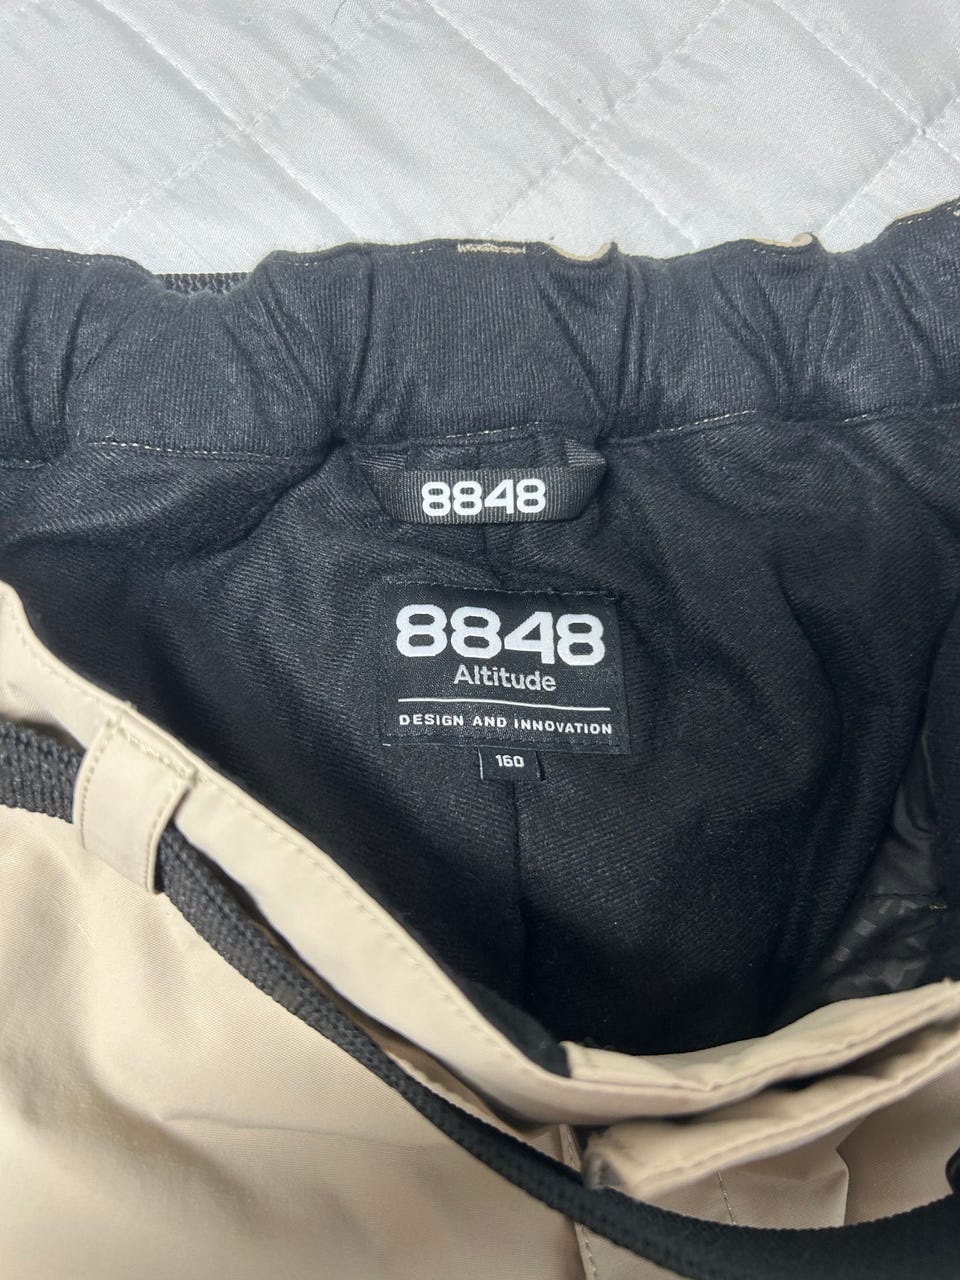 8848
8848
Altitude
DESIGN AND INNOVATION
160